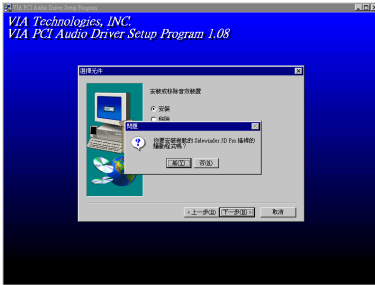 VIA PCI Audio Driver Setup Program
VIA Technologies, INC.
VIA PCI Audio Driver Setup Program 1.08
選擇元件
安裝或移除音效裝置
安裝
移除
問題
你要安裝遊戲的 Sidewinder 3D Pro 搖桿的
驅動程式嗎？
是(Y)
否(N)
<上一步(B)
下一步(N)>
取消